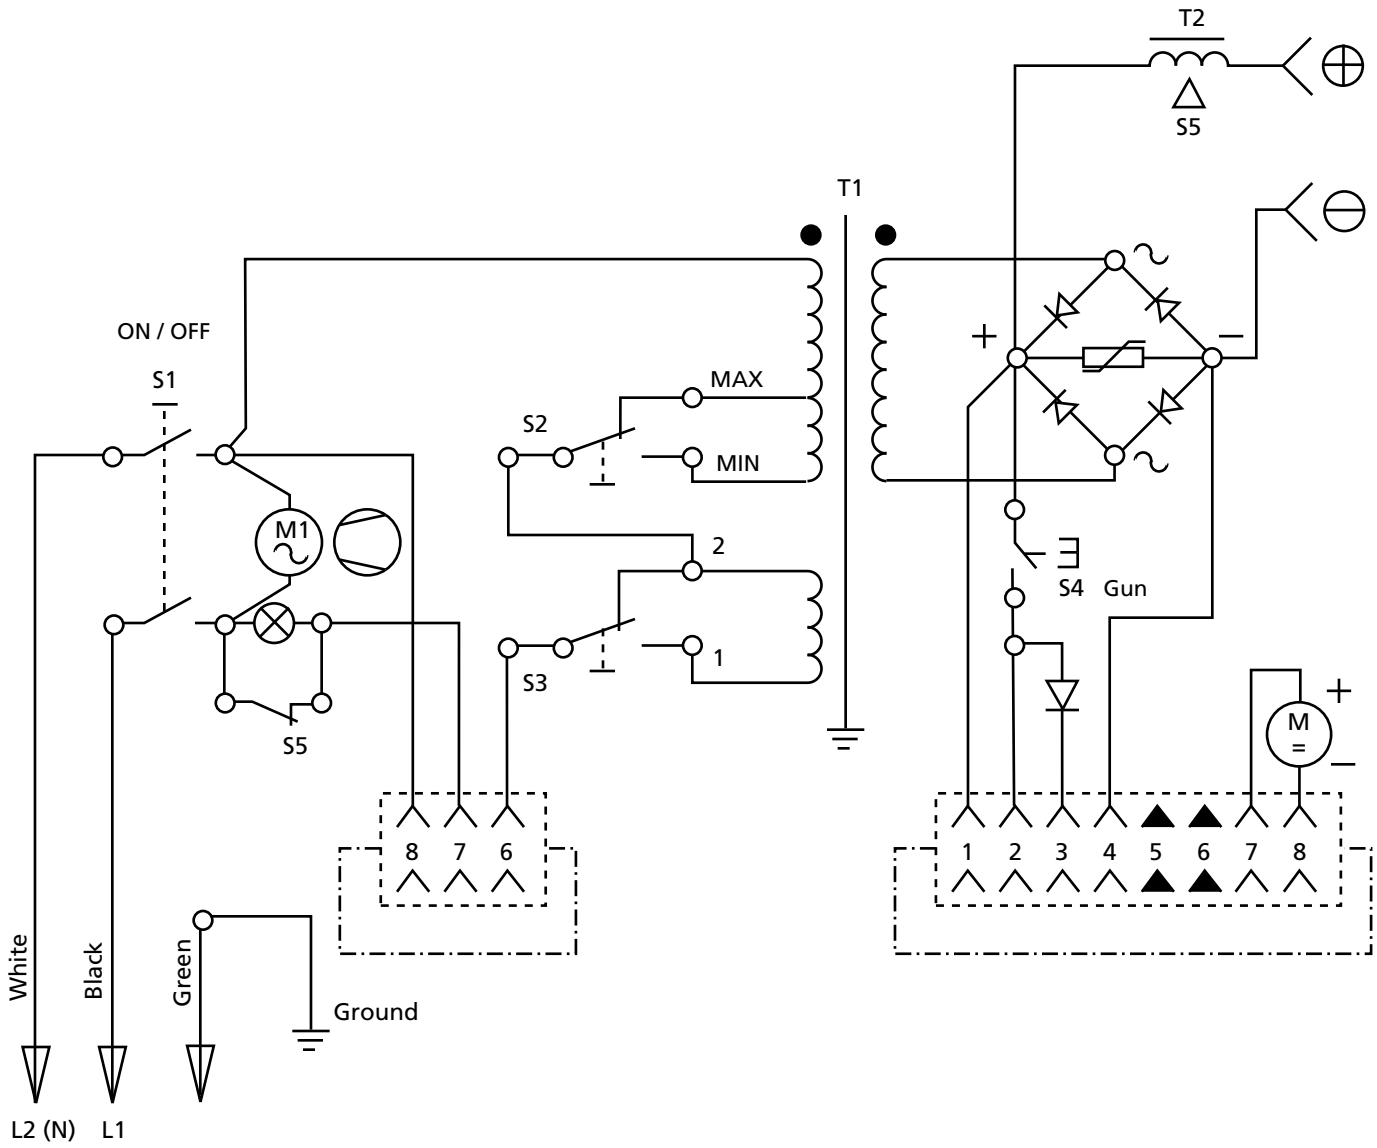 T2
S5
T1
ON / OFF
S1
+
−
MAX
S2
MIN
M1
2
S4 Gun
1
S3
S5
M
=
+
−
8 7 6
1 2 3 4 5 6 7 8
White
Black
Green
Ground
L2 (N) L1